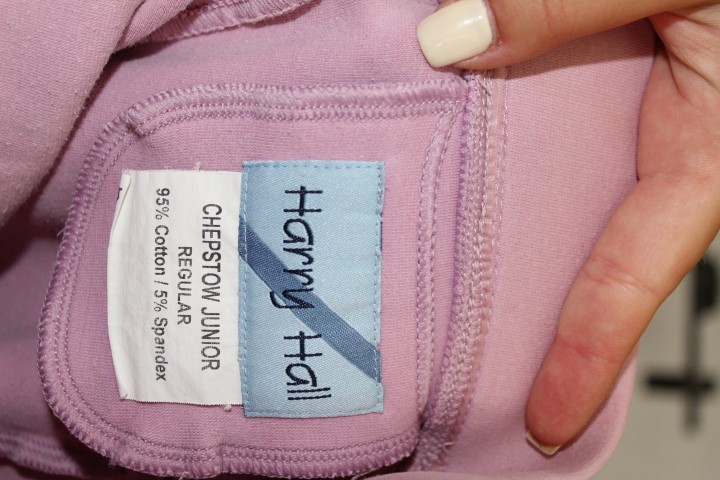 Harry Hall
CHEPSTOW JUNIOR
REGULAR
95% Cotton / 5% Spandex